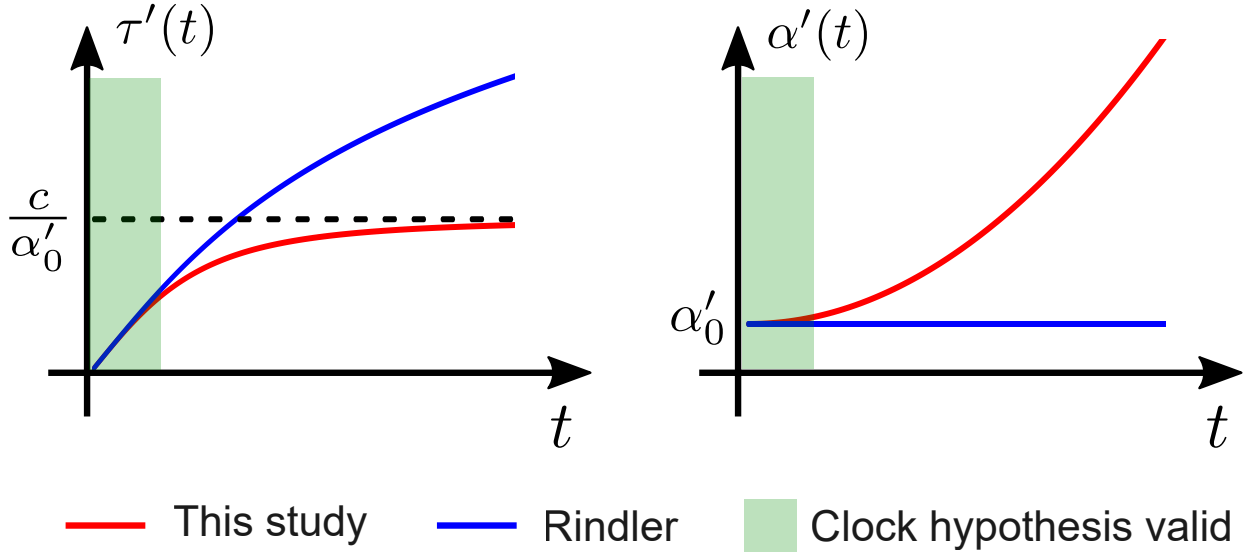 τ′(t)
c/α′₀
t
α′(t)
α′₀
t
This study
Rindler
Clock hypothesis valid